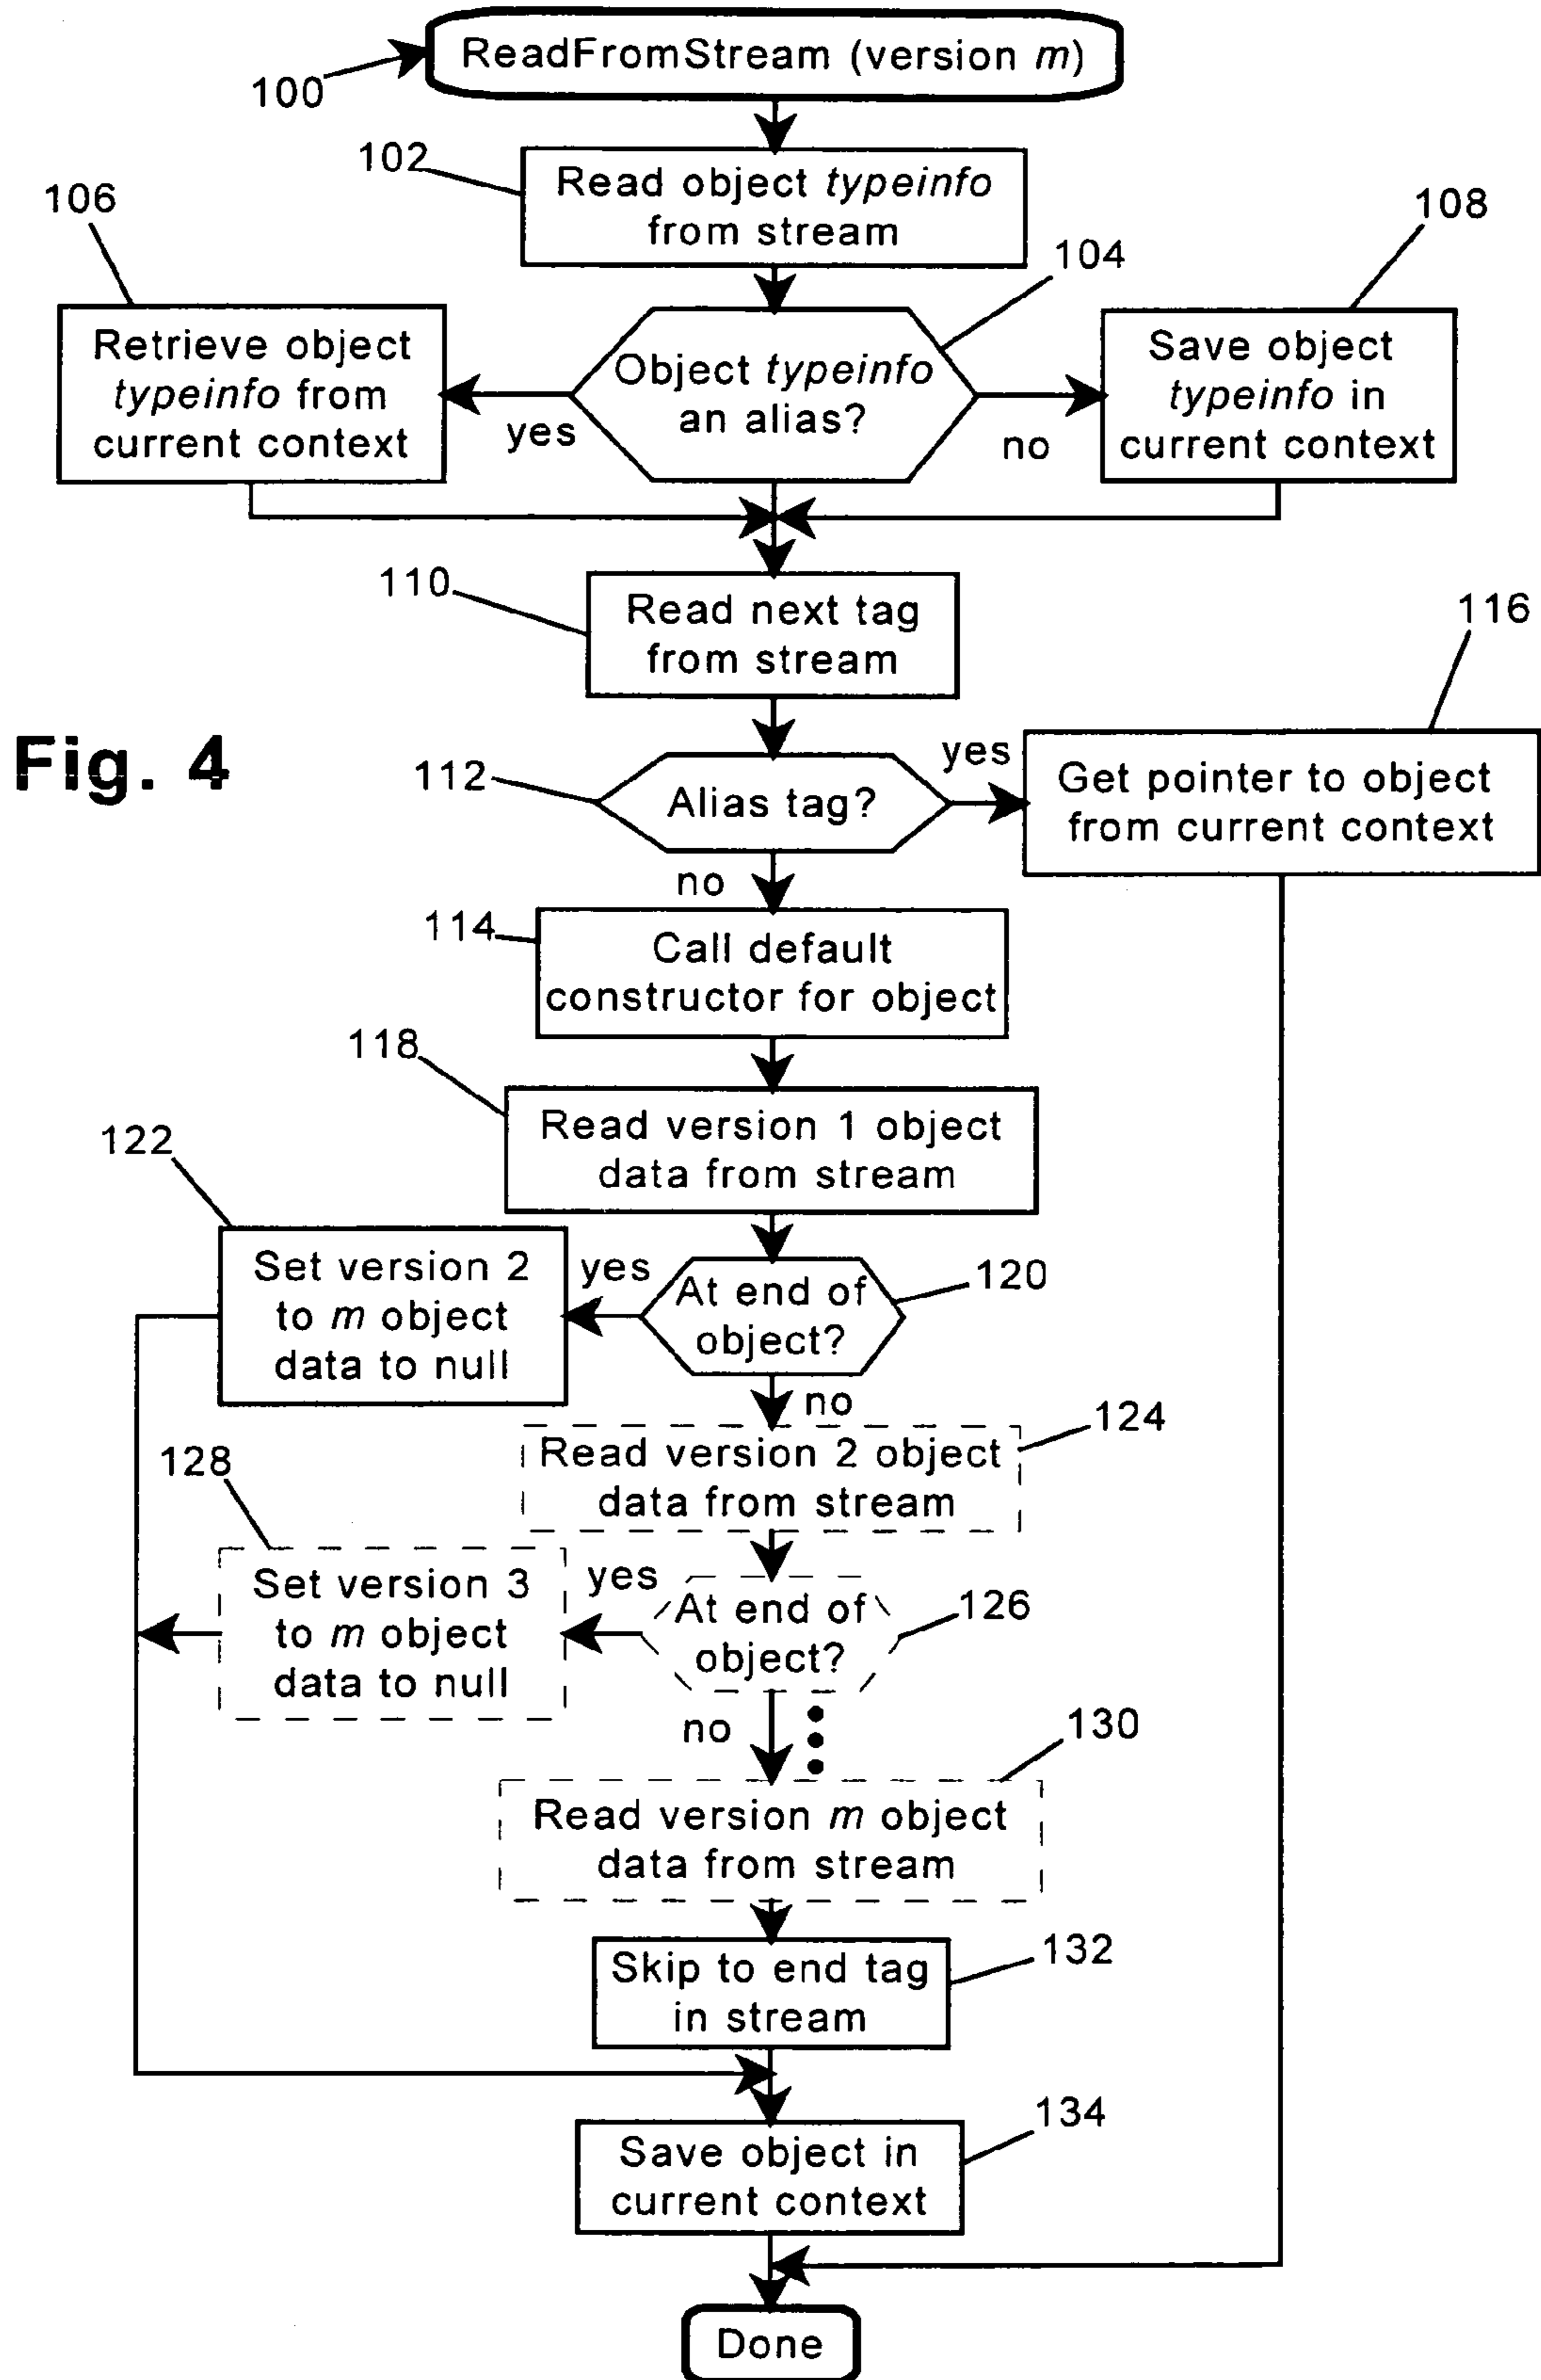 ReadFromStream (version m)
100
102
Read object typeinfo
from stream
106
108
104
Retrieve object
typeinfo from
current context
Object typeinfo
an alias?
Save object
typeinfo in
current context
yes
no
110
Read next tag
from stream
116
Fig. 4
112
Alias tag?
yes
Get pointer to object
from current context
no
114
Call default
constructor for object
118
Read version 1 object
data from stream
122
Set version 2
to m object
data to null
yes
At end of
object?
120
no
124
Read version 2 object
data from stream
128
Set version 3
to m object
data to null
yes
At end of
object?
126
no
130
Read version m object
data from stream
132
Skip to end tag
in stream
134
Save object in
current context
Done